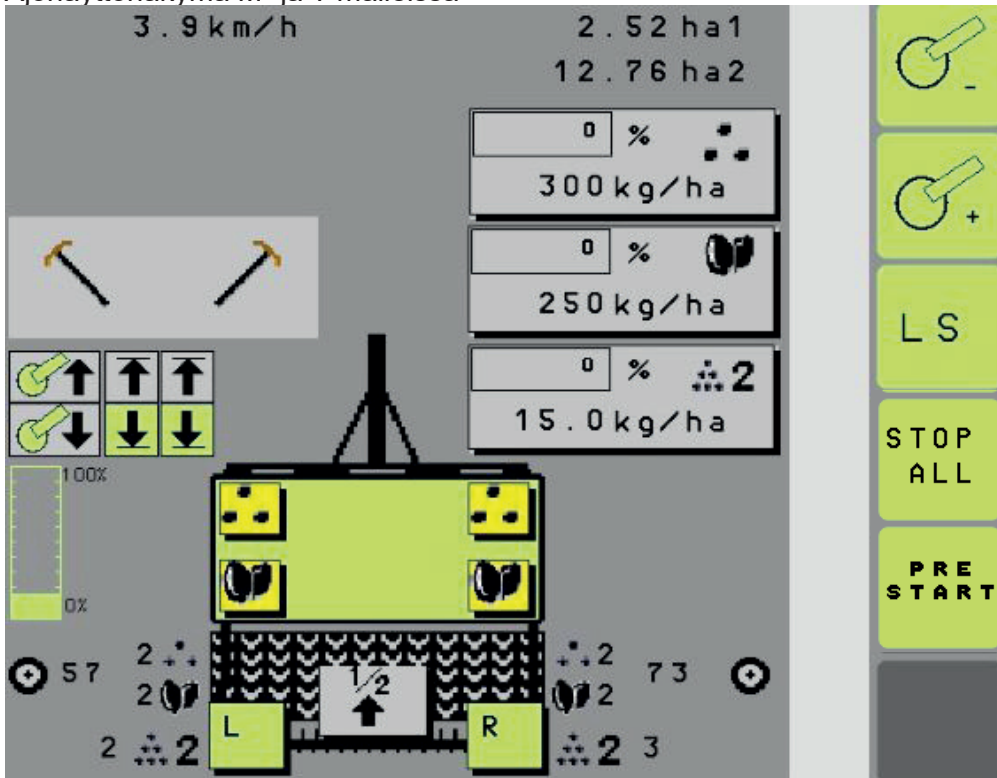 3.9km/h
2.52ha1
12.76ha2
0 %
300kg/ha
0 %
250kg/ha
0 % 2
15.0kg/ha
100%
0%
-
+
LS
STOP
ALL
PRE
START
57
2
2
2 2
L
1/2
R
2
2
2 3
73